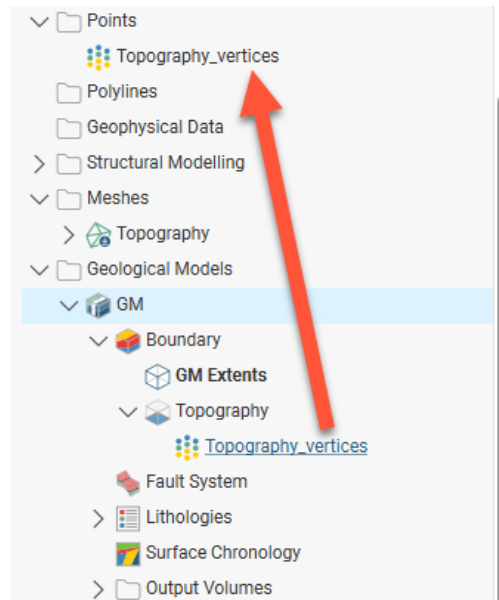 Points
Topography_vertices
Polylines
Geophysical Data
Structural Modelling
Meshes
Topography
Geological Models
GM
Boundary
GM Extents
Topography
Topography_vertices
Fault System
Lithologies
Surface Chronology
Output Volumes